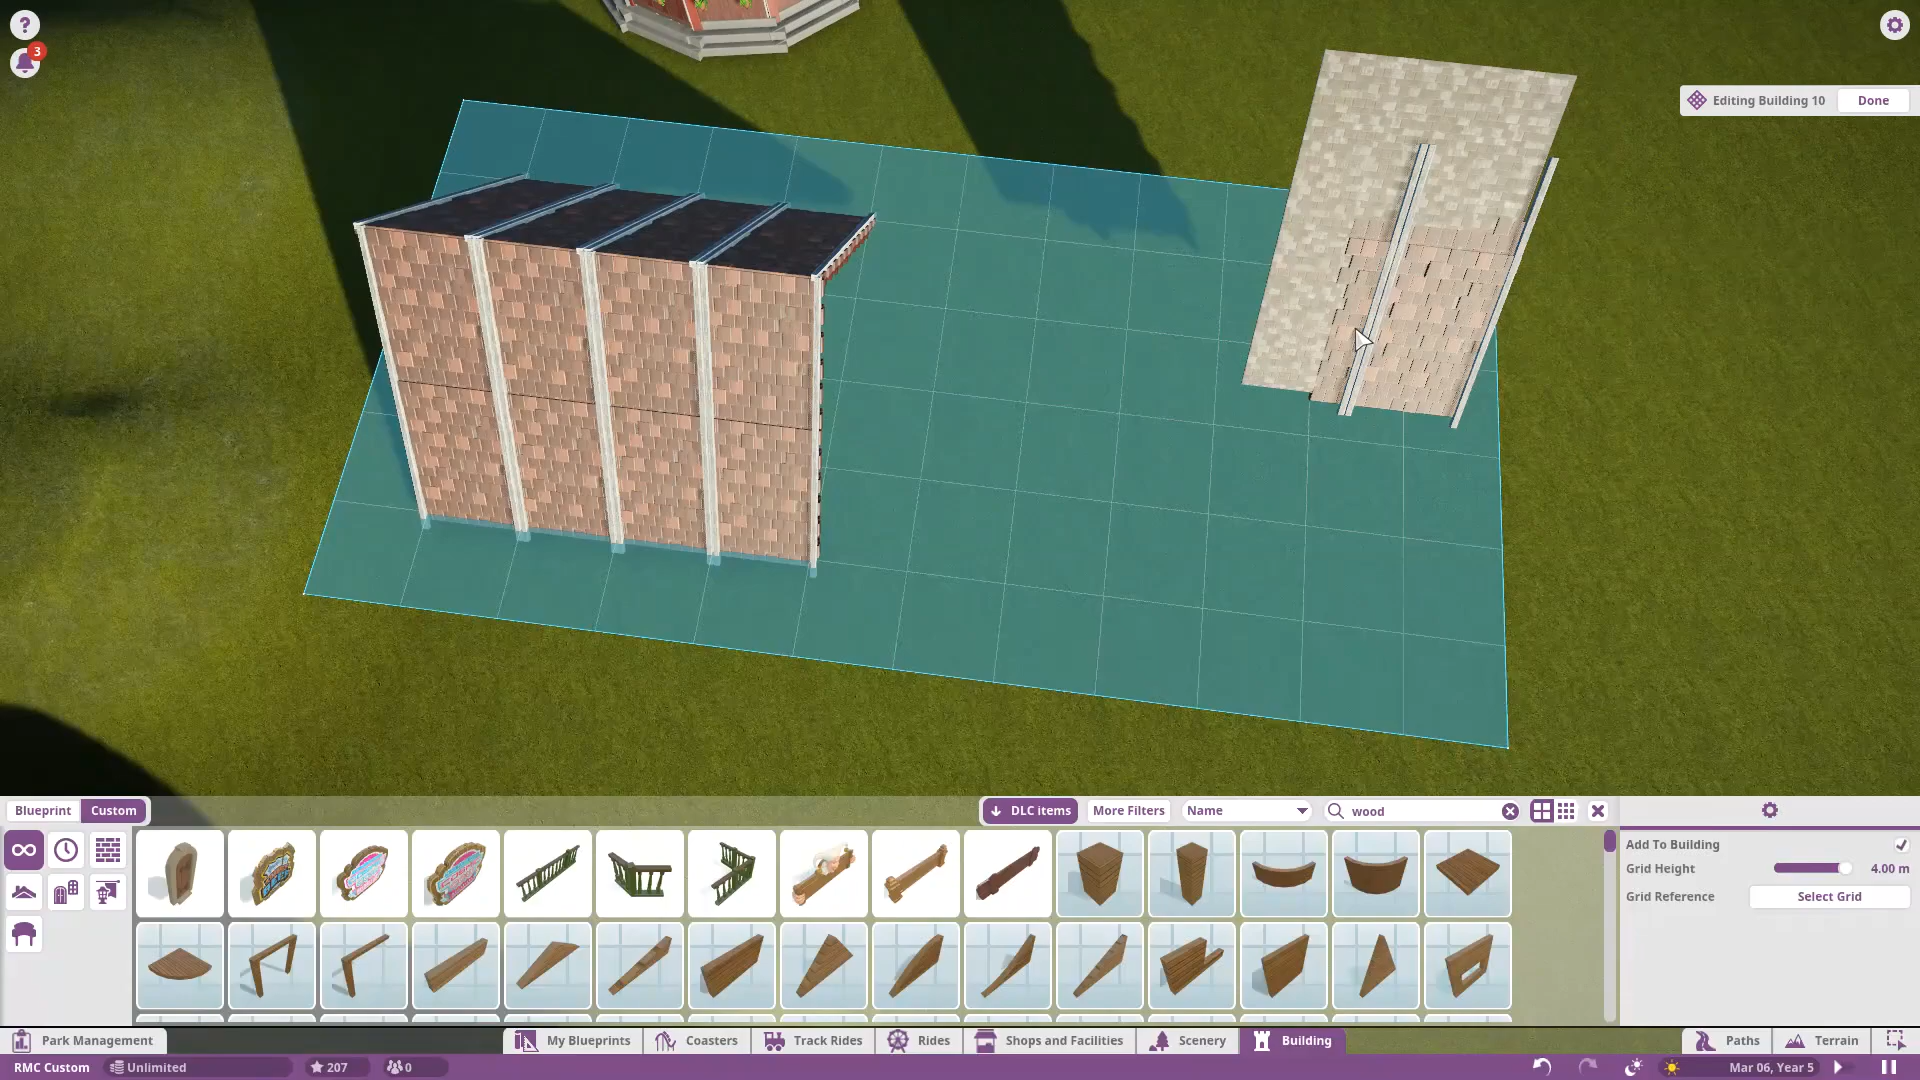 ?
3
Editing Building 10
Done
Blueprint
Custom
DLC items
More Filters
Name
wood
Add To Building
Grid Height
4.00 m
Grid Reference
Select Grid
Park Management
My Blueprints
Coasters
Track Rides
Rides
Shops and Facilities
Scenery
Building
Paths
Terrain
RMC Custom
Unlimited
207
0
Mar 06, Year 5